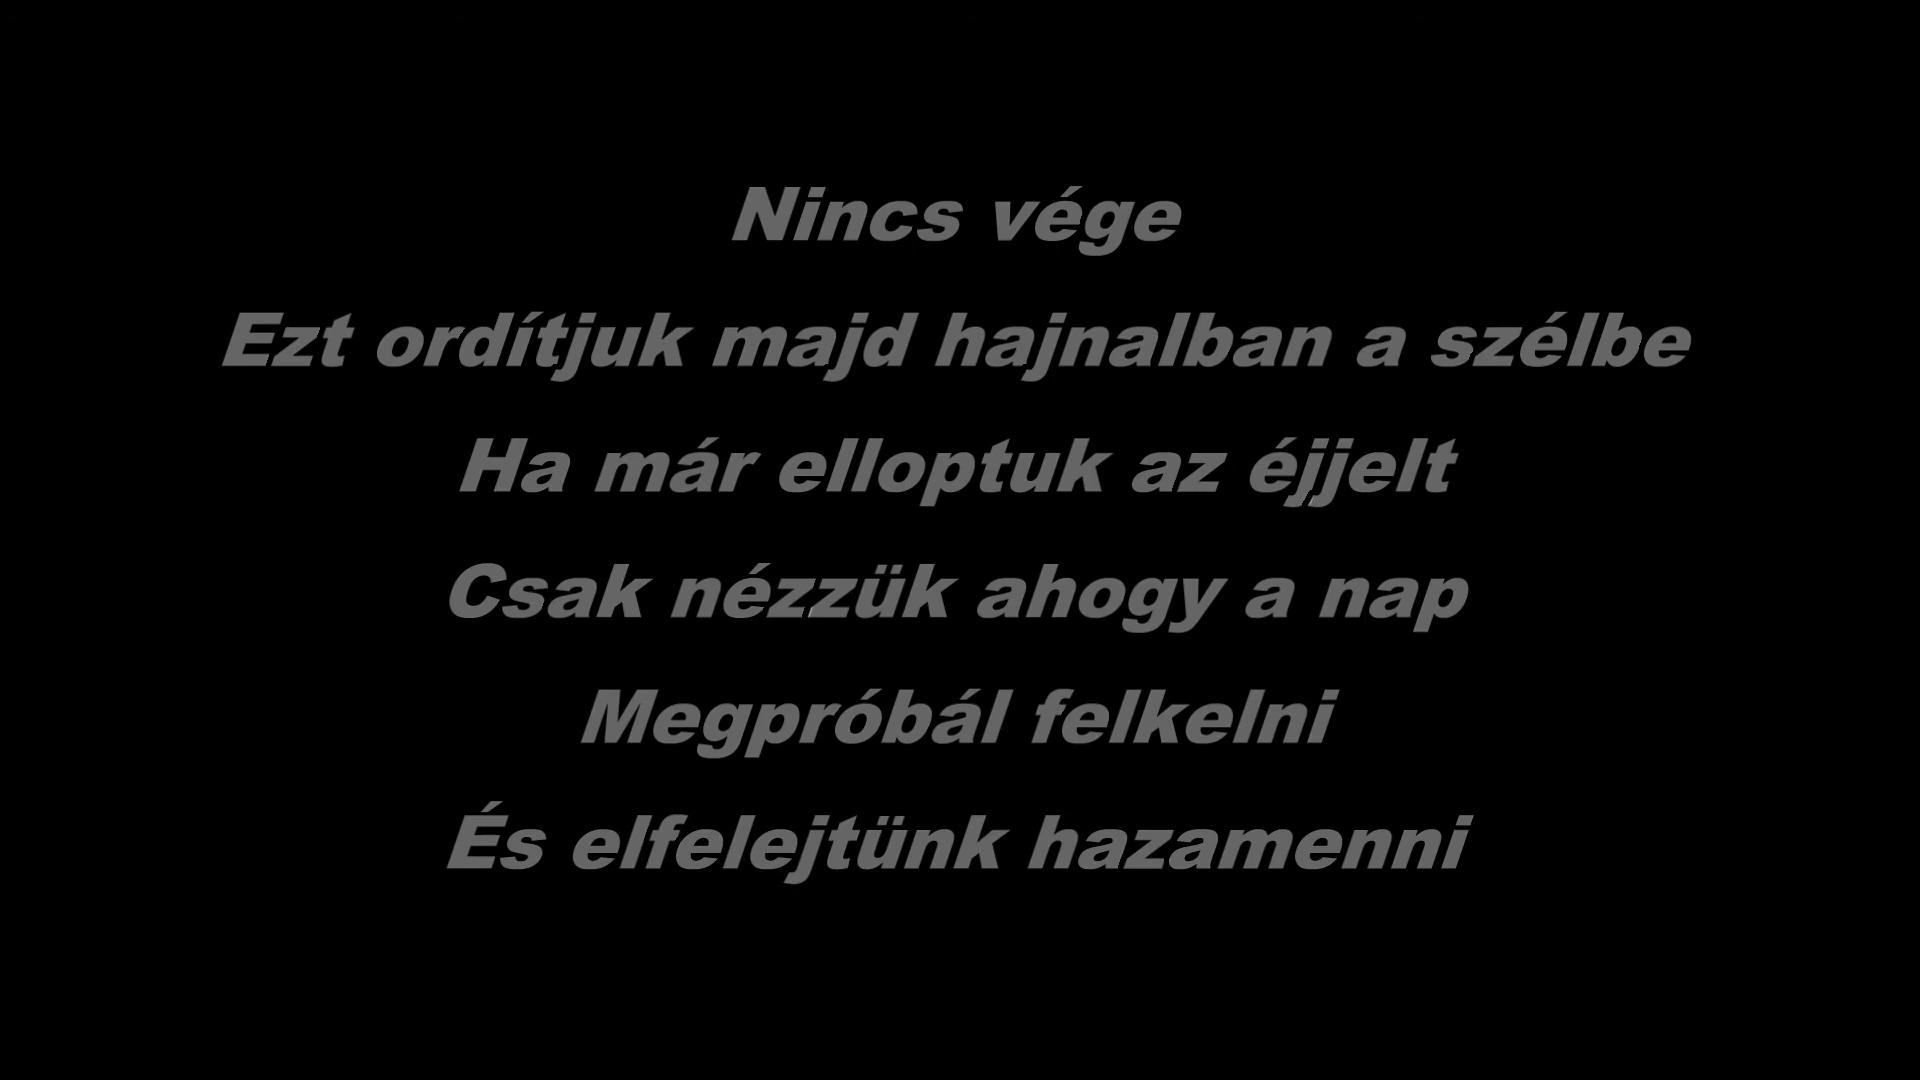 Nincs vége
Ezt ordítjuk majd hajnalban a szélbe
Ha már elloptuk az éjjelt
Csak nézzük ahogy a nap
Megpróbál felkelni
És elfelejtünk hazamenni